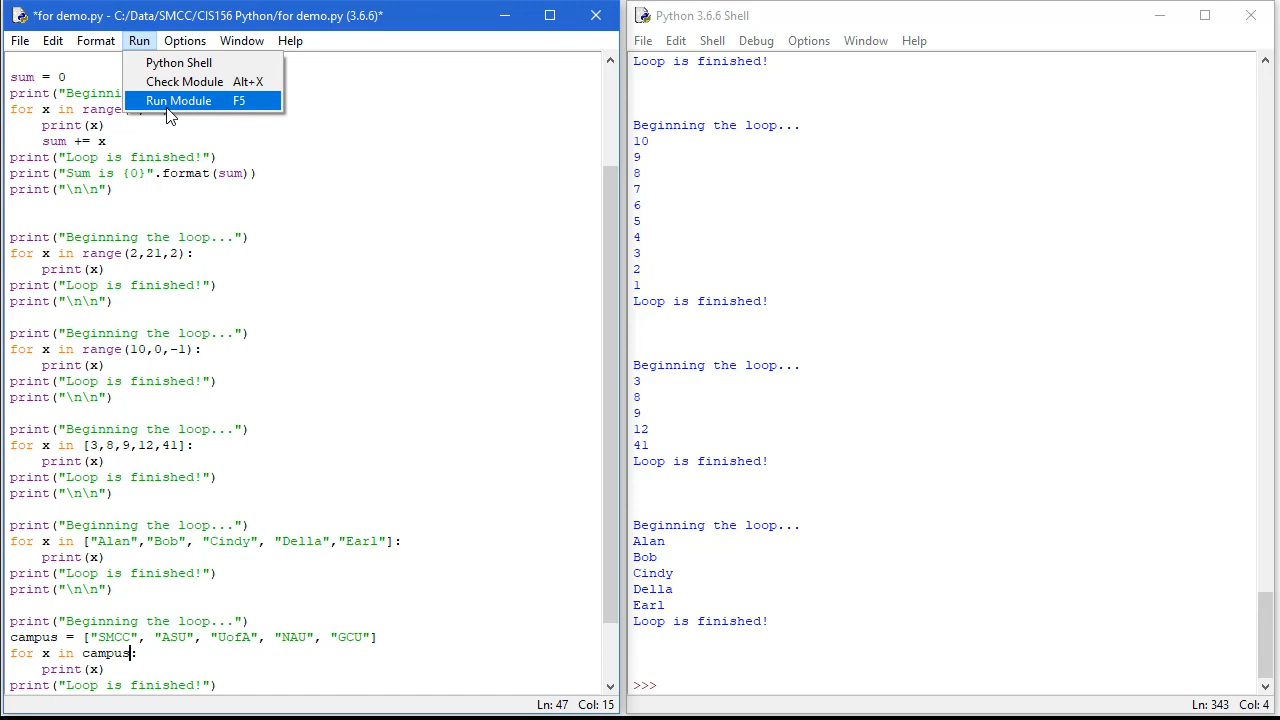 *for demo.py - C:/Data/SMCC/CIS156 Python/for demo.py (3.6.6)*
File Edit Format Run Options Window Help
Python Shell
Check Module Alt+X
Run Module F5
sum = 0
print("Beginni
for x in range(
    print(x)
    sum += x
print("Loop is finished!")
print("Sum is {0}".format(sum))
print("\n\n")
print("Beginning the loop...")
for x in range(2,21,2):
    print(x)
print("Loop is finished!")
print("\n\n")
print("Beginning the loop...")
for x in range(10,0,-1):
    print(x)
print("Loop is finished!")
print("\n\n")
print("Beginning the loop...")
for x in [3,8,9,12,41]:
    print(x)
print("Loop is finished!")
print("\n\n")
print("Beginning the loop...")
for x in ["Alan","Bob", "Cindy", "Della","Earl"]:
    print(x)
print("Loop is finished!")
print("\n\n")
print("Beginning the loop...")
campus = ["SMCC", "ASU", "UofA", "NAU", "GCU"]
for x in campus:
    print(x)
print("Loop is finished!")
Ln: 47 Col: 15
Python 3.6.6 Shell
File Edit Shell Debug Options Window Help
Loop is finished!
Beginning the loop...
10
9
8
7
6
5
4
3
2
1
Loop is finished!
Beginning the loop...
3
8
9
12
41
Loop is finished!
Beginning the loop...
Alan
Bob
Cindy
Della
Earl
Loop is finished!
>>>
Ln: 343 Col: 4